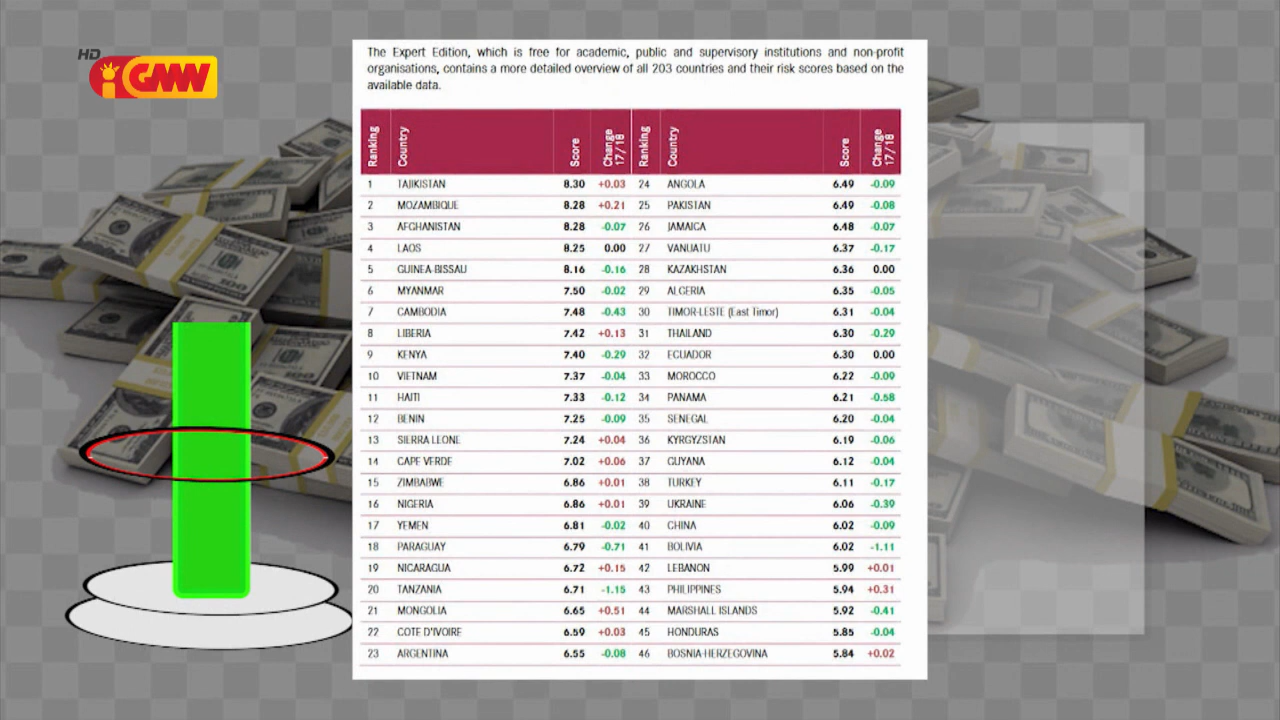 HD
iGMW
The Expert Edition, which is free for academic, public and supervisory institutions and non-profit
organisations, contains a more detailed overview of all 203 countries and their risk scores based on the
available data.
Ranking Country Score Change 17/18 Ranking Country Score Change 17/18
1 TAJIKISTAN 8.30 +0.03 24 ANGOLA 6.49 -0.09
2 MOZAMBIQUE 8.28 +0.21 25 PAKISTAN 6.49 -0.08
3 AFGHANISTAN 8.28 -0.07 26 JAMAICA 6.48 -0.07
4 LAOS 8.25 0.00 27 VANUATU 6.37 -0.17
5 GUINEA-BISSAU 8.16 -0.16 28 KAZAKHSTAN 6.36 0.00
6 MYANMAR 7.50 -0.02 29 ALGERIA 6.35 -0.05
7 CAMBODIA 7.48 -0.43 30 TIMOR-LESTE (East Timor) 6.31 -0.04
8 LIBERIA 7.42 +0.13 31 THAILAND 6.30 -0.29
9 KENYA 7.40 -0.29 32 ECUADOR 6.30 0.00
10 VIETNAM 7.37 -0.04 33 MOROCCO 6.22 -0.09
11 HAITI 7.33 -0.12 34 PANAMA 6.21 -0.58
12 BENIN 7.25 -0.09 35 SENEGAL 6.20 -0.04
13 SIERRA LEONE 7.24 +0.04 36 KYRGYZSTAN 6.19 -0.06
14 CAPE VERDE 7.02 +0.06 37 GUYANA 6.12 -0.04
15 ZIMBABWE 6.86 +0.01 38 TURKEY 6.11 -0.17
16 NIGERIA 6.86 +0.01 39 UKRAINE 6.06 -0.39
17 YEMEN 6.81 -0.02 40 CHINA 6.02 -0.09
18 PARAGUAY 6.79 -0.71 41 BOLIVIA 6.02 -1.11
19 NICARAGUA 6.72 +0.15 42 LEBANON 5.99 +0.01
20 TANZANIA 6.71 -1.15 43 PHILIPPINES 5.94 +0.31
21 MONGOLIA 6.65 +0.51 44 MARSHALL ISLANDS 5.92 -0.41
22 COTE D'IVOIRE 6.59 +0.03 45 HONDURAS 5.85 -0.04
23 ARGENTINA 6.55 -0.08 46 BOSNIA-HERZEGOVINA 5.84 +0.02